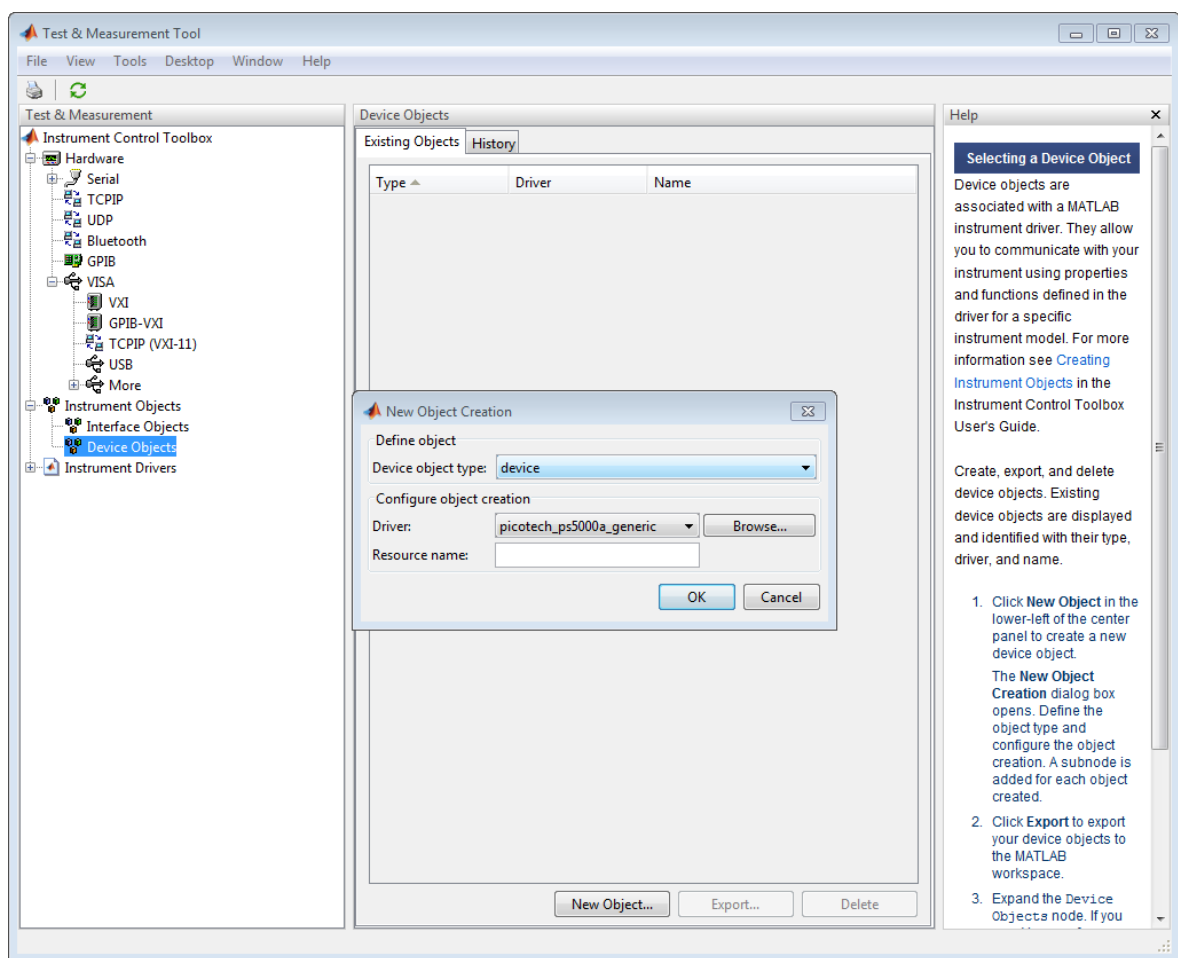 Test & Measurement Tool
File View Tools Desktop Window Help
Test & Measurement
Instrument Control Toolbox
Hardware
Serial
TCPIP
UDP
Bluetooth
GPIB
VISA
VXI
GPIB-VXI
TCPIP (VXI-11)
USB
More
Instrument Objects
Interface Objects
Device Objects
Instrument Drivers
Device Objects
Existing Objects History
Type Driver Name
New Object Creation
Define object
Device object type: device
Configure object creation
Driver: picotech_ps5000a_generic Browse...
Resource name:
OK Cancel
New Object... Export... Delete
Help
Selecting a Device Object
Device objects are
associated with a MATLAB
instrument driver. They allow
you to communicate with your
instrument using properties
and functions defined in the
driver for a specific
instrument model. For more
information see Creating
Instrument Objects in the
Instrument Control Toolbox
User's Guide.
Create, export, and delete
device objects. Existing
device objects are displayed
and identified with their type,
driver, and name.
1. Click New Object in the
lower-left of the center
panel to create a new
device object.
The New Object
Creation dialog box
opens. Define the
object type and
configure the object
creation. A subnode is
added for each object
created.
2. Click Export to export
your device objects to
the MATLAB
workspace.
3. Expand the Device
Objects node. If you